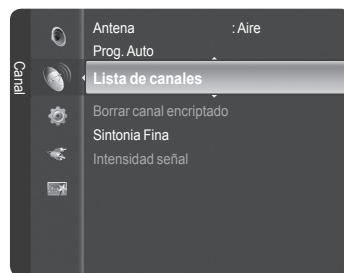 Canal
Antena : Aire
Prog. Auto
Lista de canales
Borrar canal encriptado
Sintonia Fina
Intensidad señal